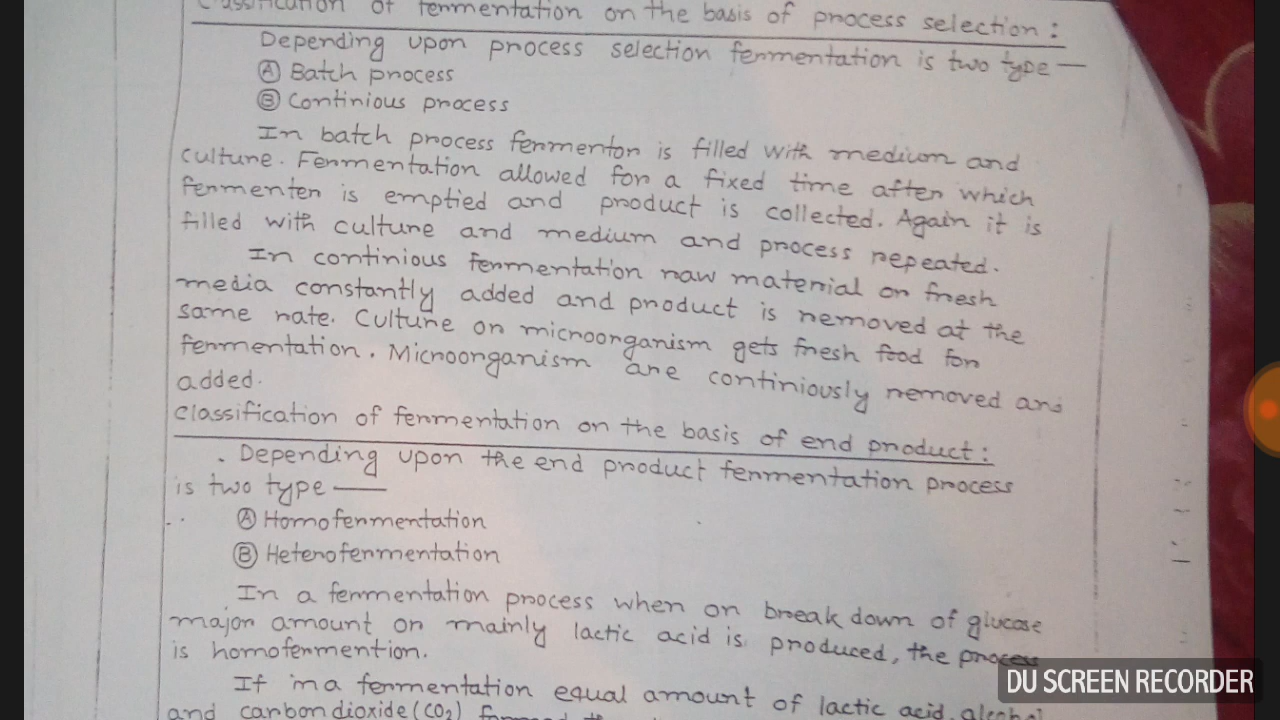 Classification of fermentation on the basis of process selection :
Depending upon process selection fermentation is two type —
Ⓐ Batch process
Ⓑ Continious process
In batch process fermentor is filled with medium and
culture. Fermentation allowed for a fixed time after which
fermenter is emptied and product is collected. Again it is
filled with culture and medium and process repeated.
In continious fermentation raw material or fresh
media constantly added and product is removed at the
same rate. Culture or microorganism gets fresh food for
fermentation. Microorganism are continiously removed and
added.
Classification of fermentation on the basis of end product :
Depending upon the end product fermentation process
is two type —
Ⓐ Homofermentation
Ⓑ Heterofermentation
In a fermentation process when on break down of glucose
major amount or mainly lactic acid is produced, the process
is homofermention.
If in a fermentation equal amount of lactic acid, alcohol
and carbondioxide (CO₂) formed the
DU SCREEN RECORDER